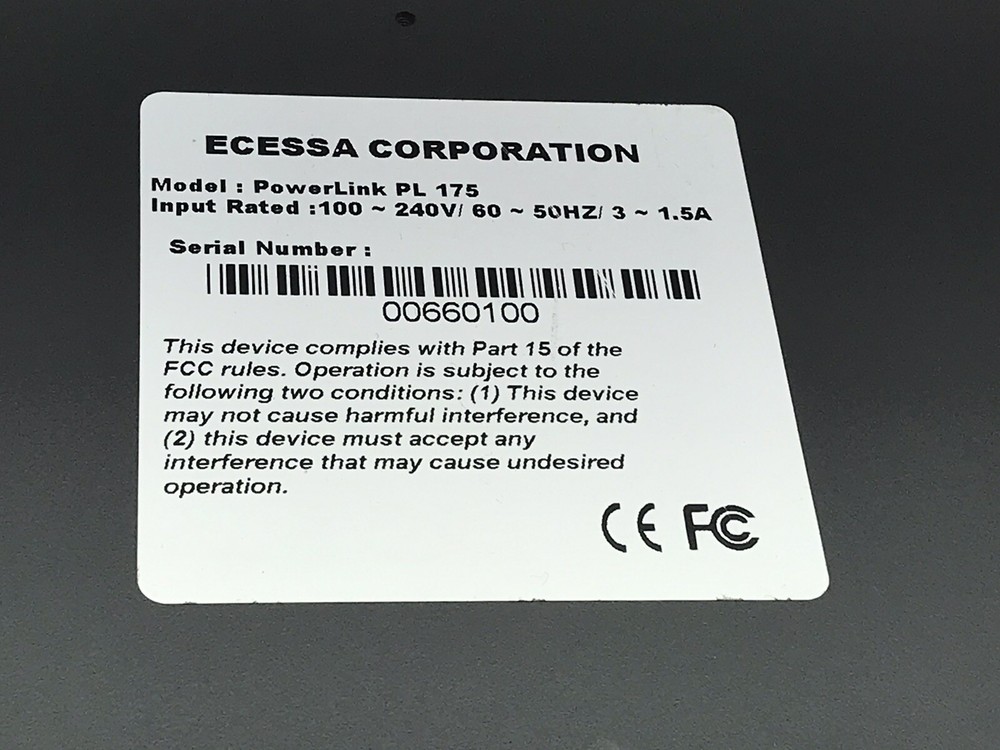 ECESSA CORPORATION
Model : PowerLink PL 175
Input Rated :100 ~ 240V/ 60 ~ 50HZ/ 3 ~ 1.5A
Serial Number :
00660100
This device complies with Part 15 of the
FCC rules. Operation is subject to the
following two conditions: (1) This device
may not cause harmful interference, and
(2) this device must accept any
interference that may cause undesired
operation.
CE FC